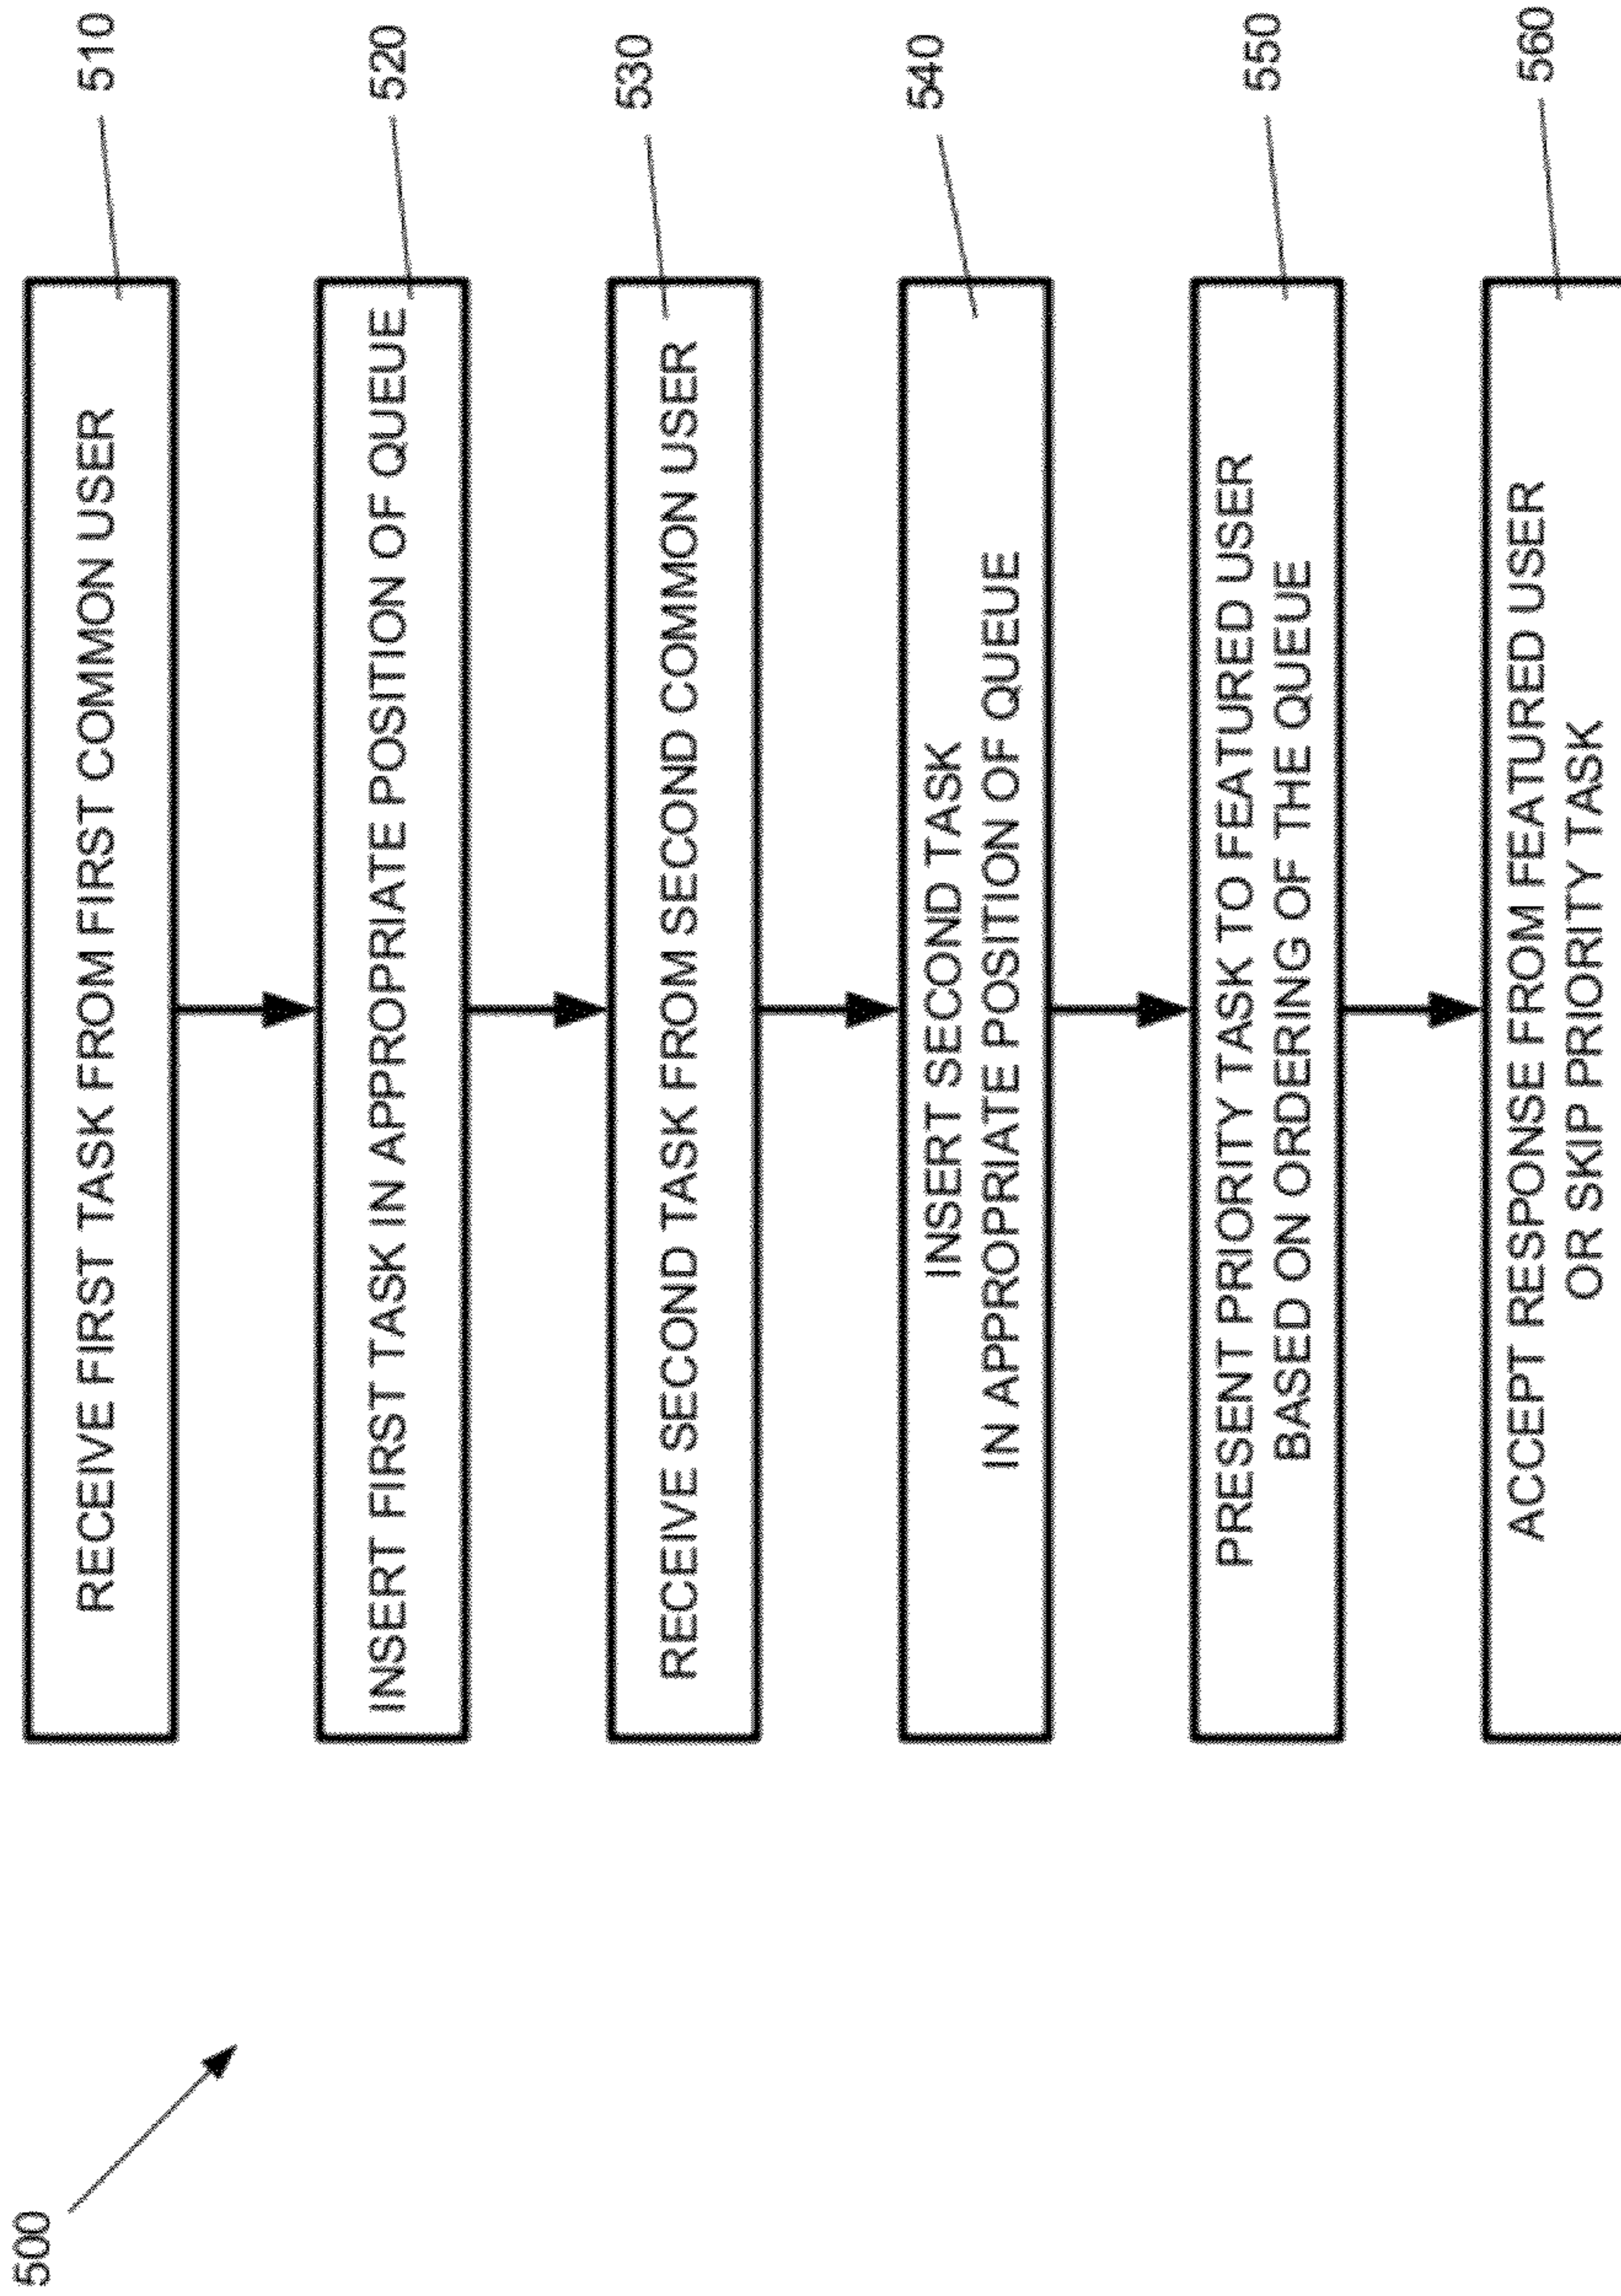 500
RECEIVE FIRST TASK FROM FIRST COMMON USER
510
INSERT FIRST TASK IN APPROPRIATE POSITION OF QUEUE
520
RECEIVE SECOND TASK FROM SECOND COMMON USER
530
INSERT SECOND TASK
IN APPROPRIATE POSITION OF QUEUE
540
PRESENT PRIORITY TASK TO FEATURED USER
BASED ON ORDERING OF THE QUEUE
550
ACCEPT RESPONSE FROM FEATURED USER
OR SKIP PRIORITY TASK
560